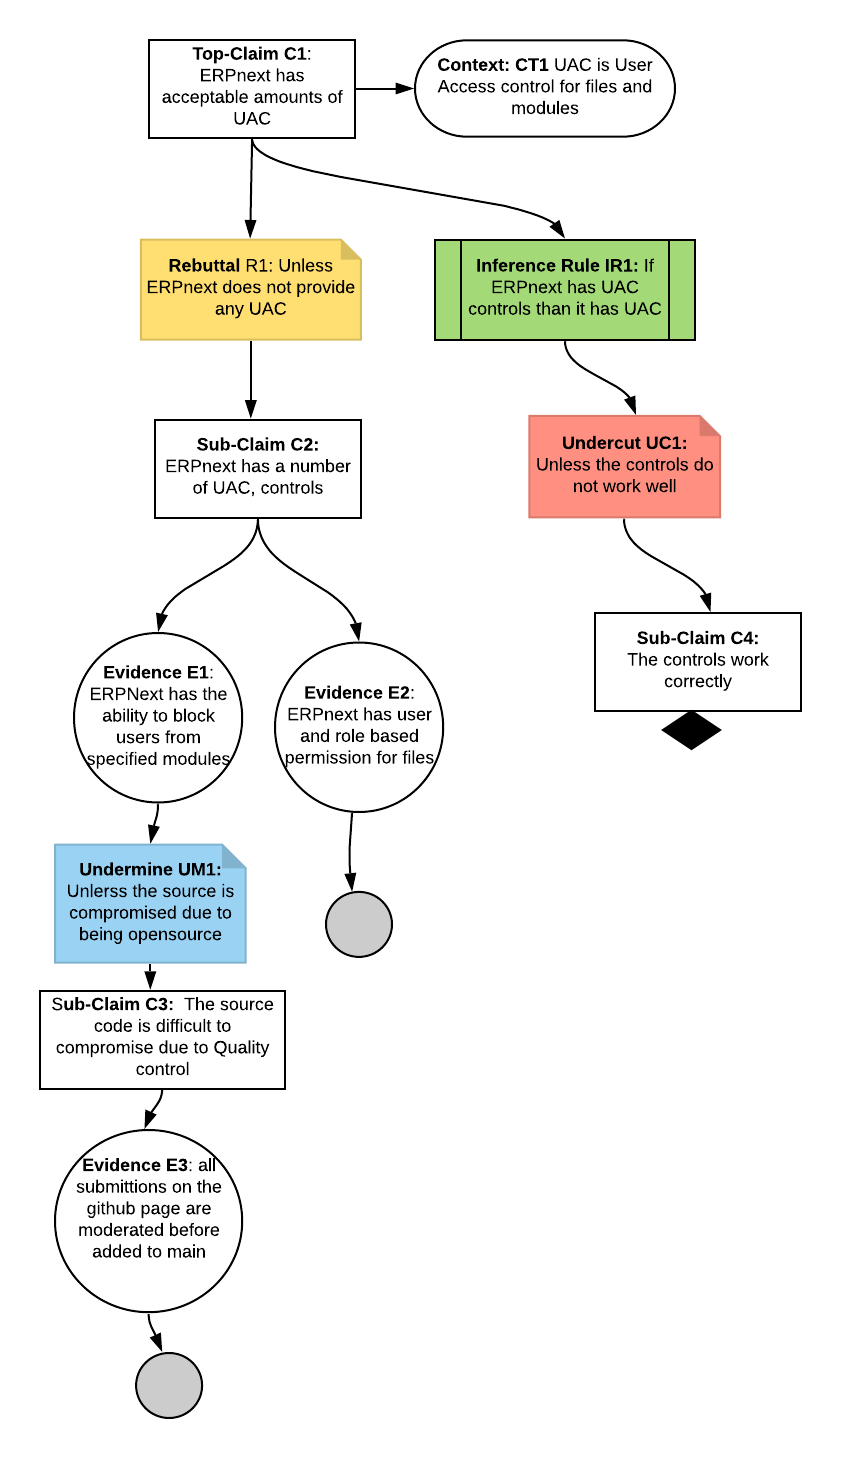 Top-Claim C1:
ERPnext has
acceptable amounts of
UAC
Context: CT1 UAC is User
Access control for files and
modules
Rebuttal R1: Unless
ERPnext does not provide
any UAC
Inference Rule IR1: If
ERPnext has UAC
controls than it has UAC
Sub-Claim C2:
ERPnext has a number
of UAC, controls
Undercut UC1:
Unless the controls do
not work well
Evidence E1:
ERPNext has the
ability to block
users from
specified modules
Evidence E2:
ERPnext has user
and role based
permission for files
Sub-Claim C4:
The controls work
correctly
Undermine UM1:
Unlerss the source is
compromised due to
being opensource
Sub-Claim C3:  The source
code is difficult to
compromise due to Quality
control
Evidence E3: all
submittions on the
github page are
moderated before
added to main